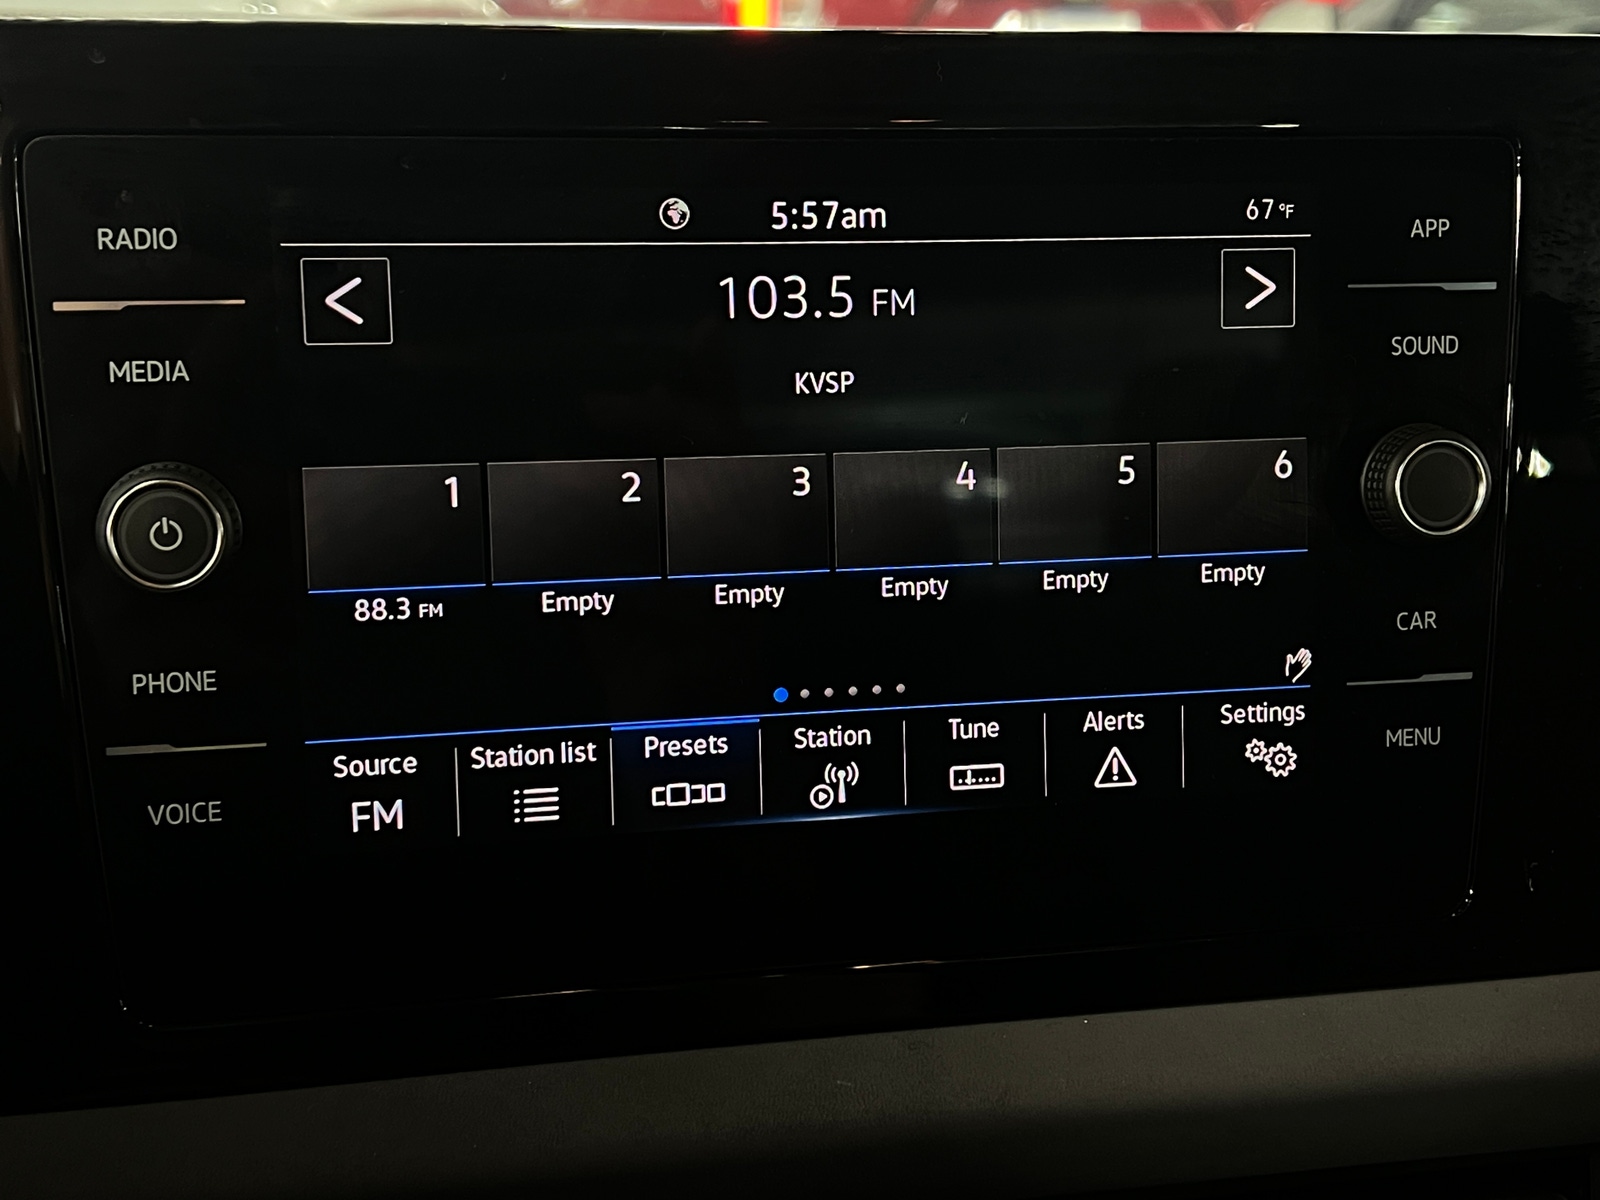 RADIO
MEDIA
PHONE
VOICE
5:57am
67°F
103.5 FM
KVSP
1
2
3
4
5
6
88.3 FM
Empty
Empty
Empty
Empty
Empty
Source
FM
Station list
Presets
Station
Tune
Alerts
Settings
APP
SOUND
CAR
MENU